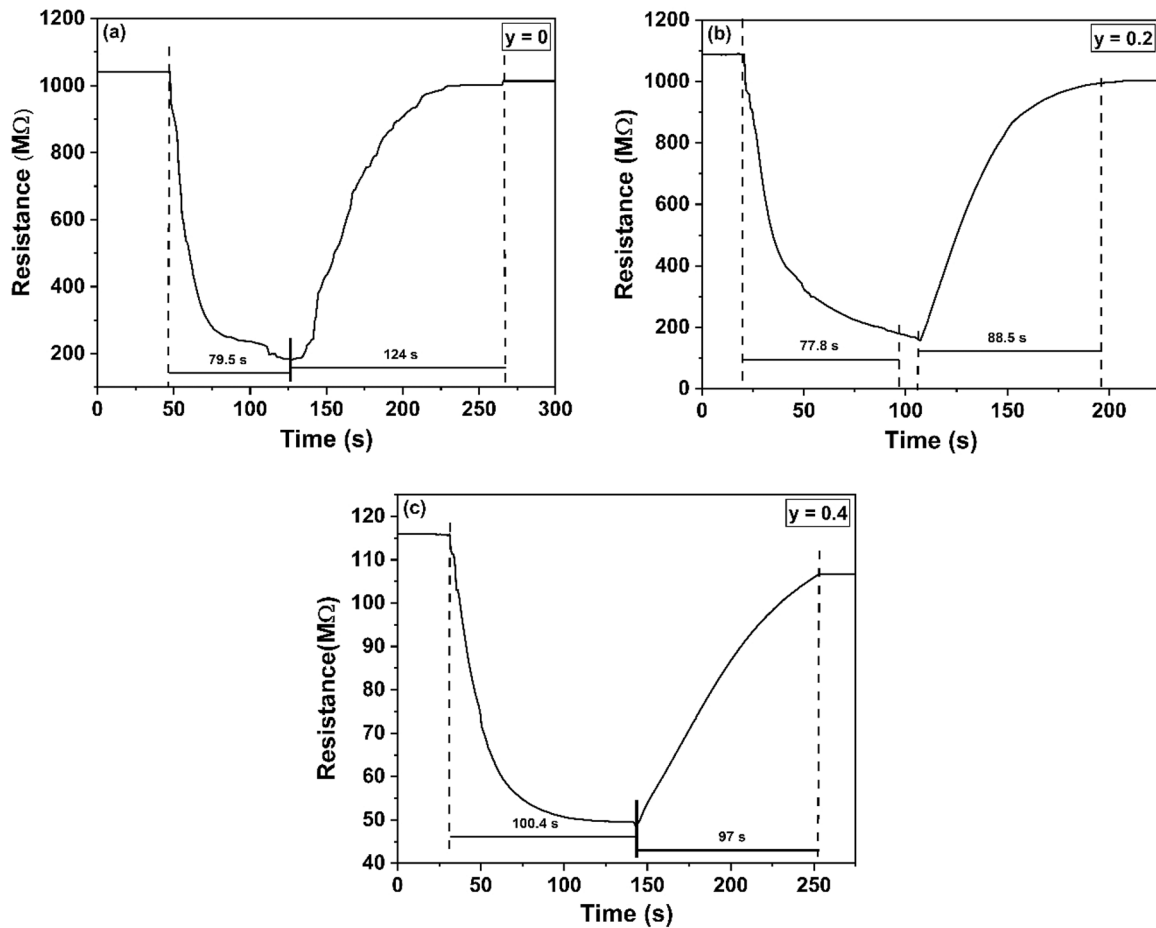 (a)
y = 0
1200
1000
800
600
400
200
Resistance (MΩ)
79.5 s
124 s
0 50 100 150 200 250 300
Time (s)
(b)
y = 0.2
1200
1000
800
600
400
200
0
Resistance (MΩ)
77.8 s
88.5 s
0 50 100 150 200
Time (s)
(c)
y = 0.4
120
110
100
90
80
70
60
50
40
Resistance(MΩ)
100.4 s
97 s
0 50 100 150 200 250
Time (s)